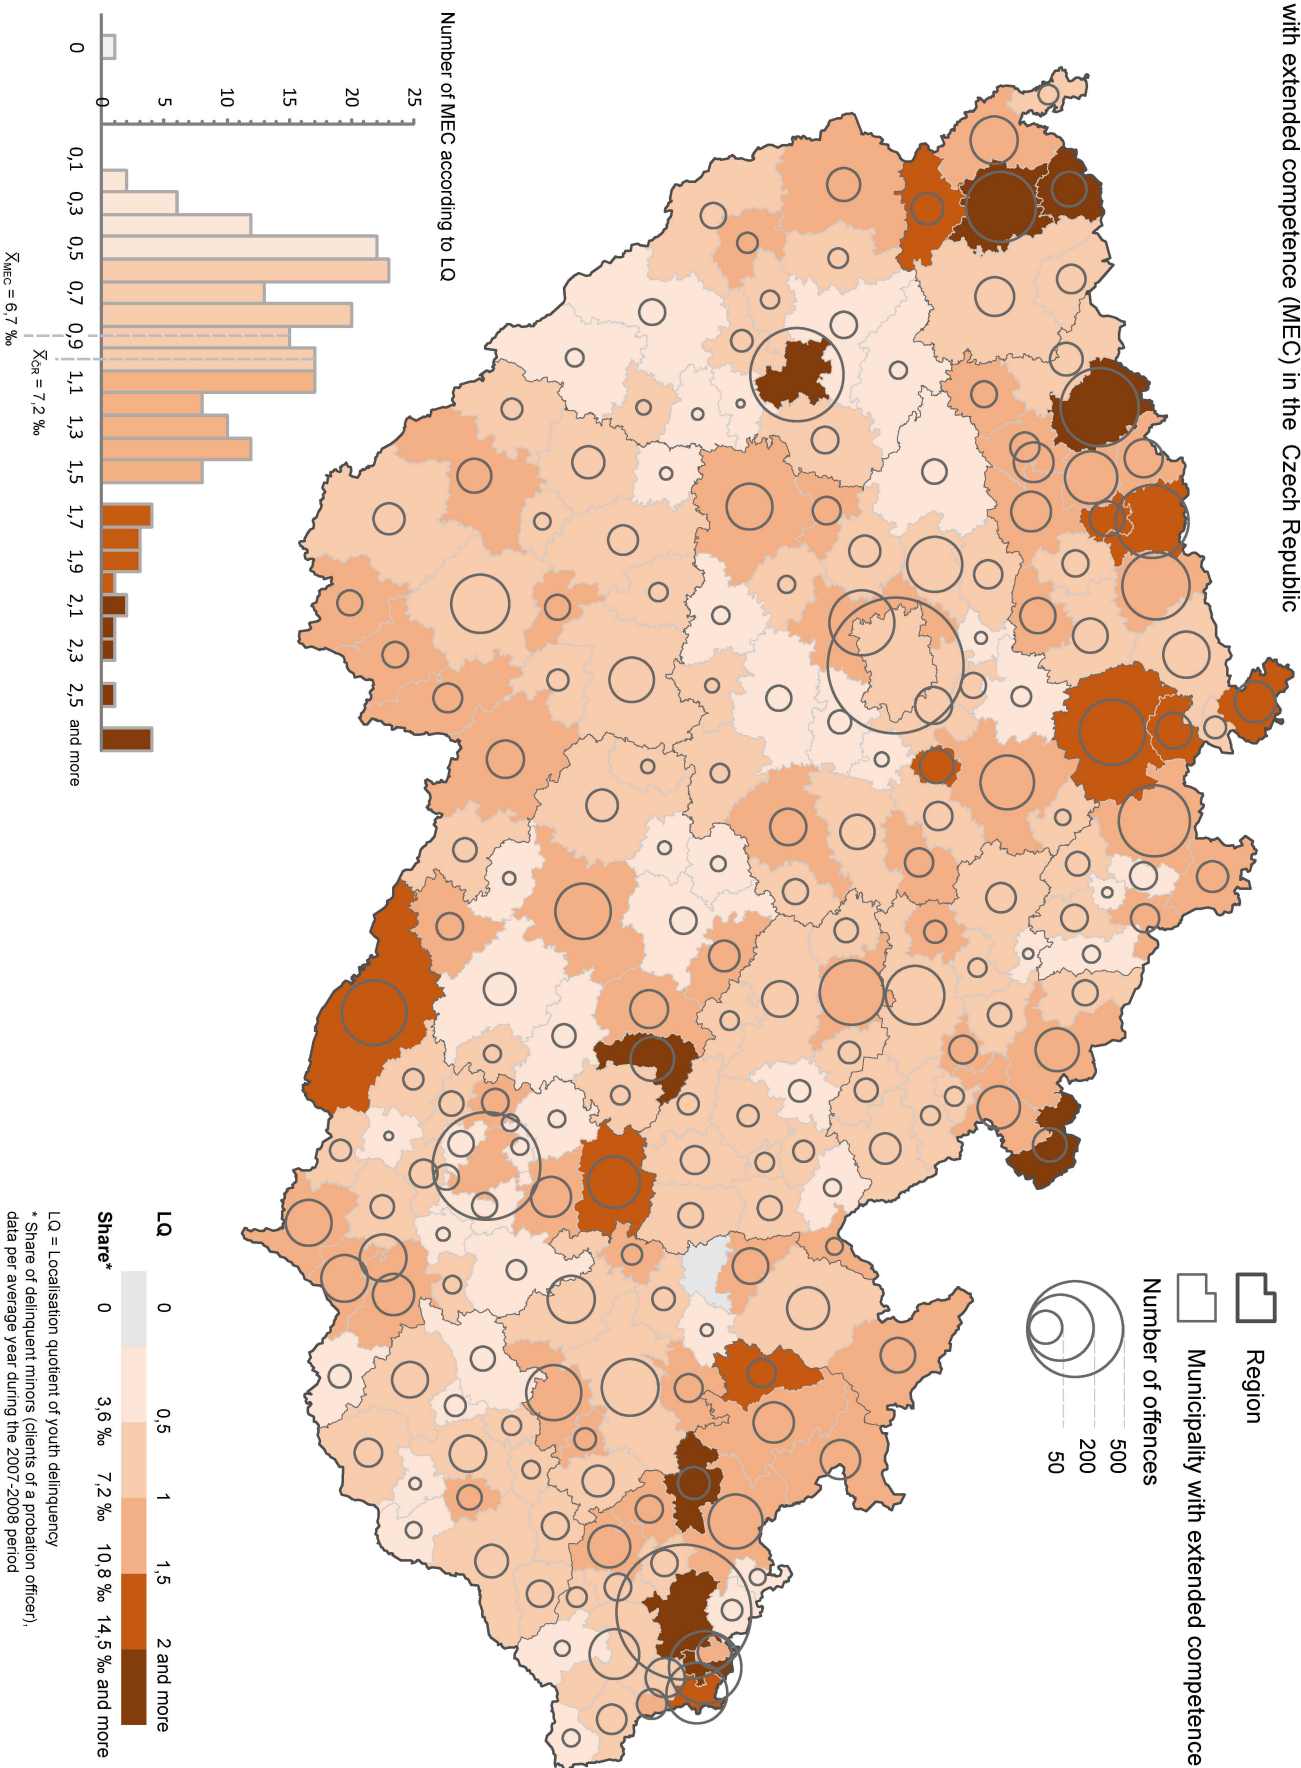 with extended competence (MEC) in the Czech Republic
Region
Municipality with extended competence
Number of offences
500
200
50
Number of MEC according to LQ
25
20
15
10
5
0
0 0,1 0,3 0,5 0,7 0,9 1,1 1,3 1,5 1,7 1,9 2,1 2,3 2,5 and more
X̅MEC = 6,7 ‰
X̅ČR = 7,2 ‰
LQ 0 0,5 1 1,5 2 and more
Share* 0 3,6 ‰ 7,2 ‰ 10,8 ‰ 14,5 ‰ and more
LQ = Localisation quotient of youth delinquency
* Share of delinquent minors (clients of a probation officer),
data per average year during the 2007-2008 period